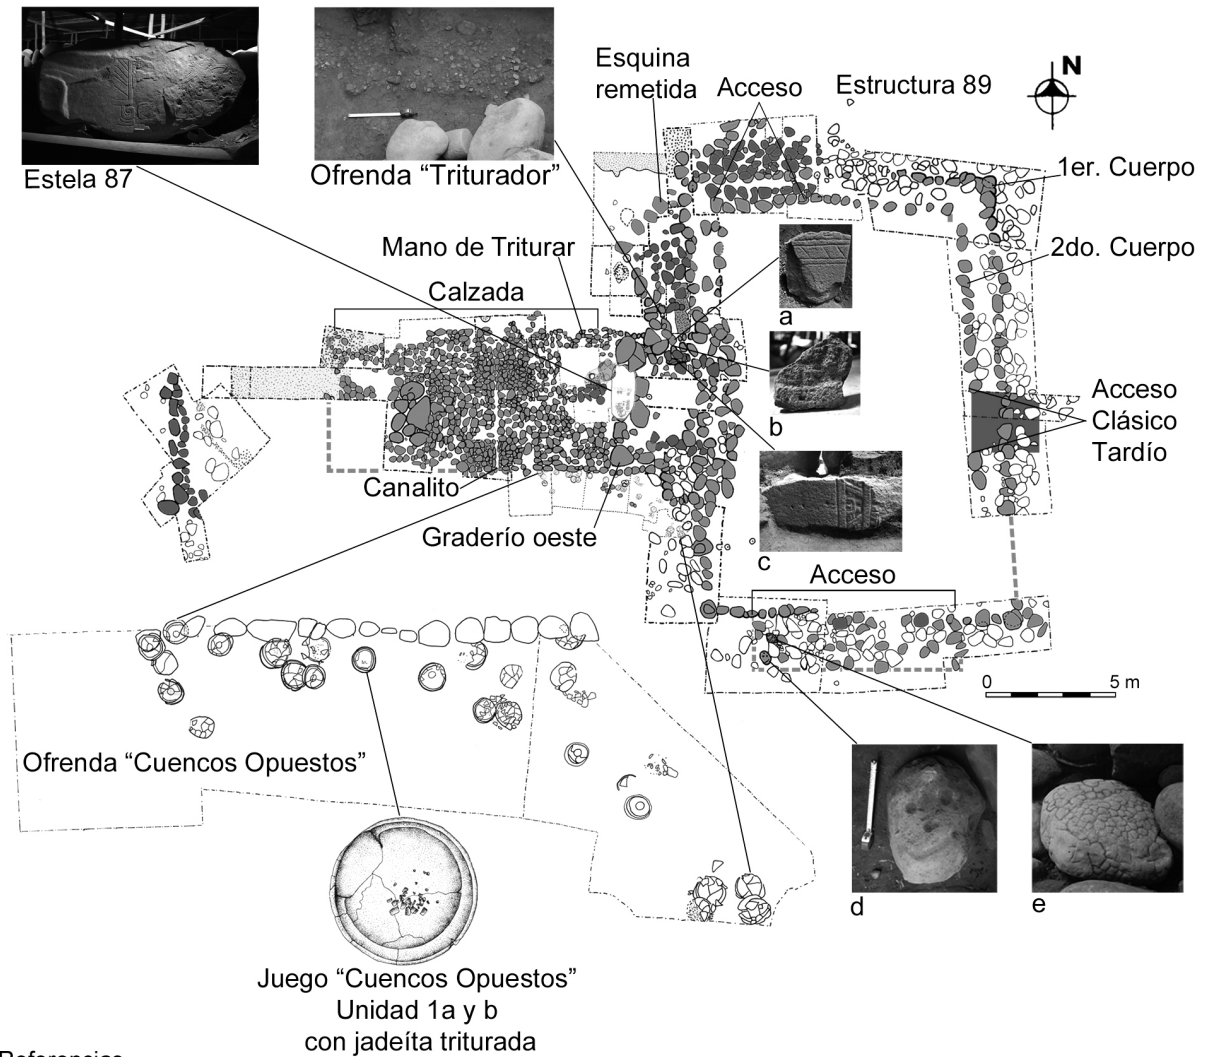 Esquina
remetida
Acceso
Estructura 89
N
Estela 87
Ofrenda “Triturador”
1er. Cuerpo
Mano de Triturar
2do. Cuerpo
Calzada
a
b
Acceso
Clásico
Tardío
Canalito
Graderío oeste
c
Acceso
0
5 m
Ofrenda “Cuencos Opuestos”
d
e
Juego “Cuencos Opuestos”
Unidad 1a y b
con jadeíta triturada